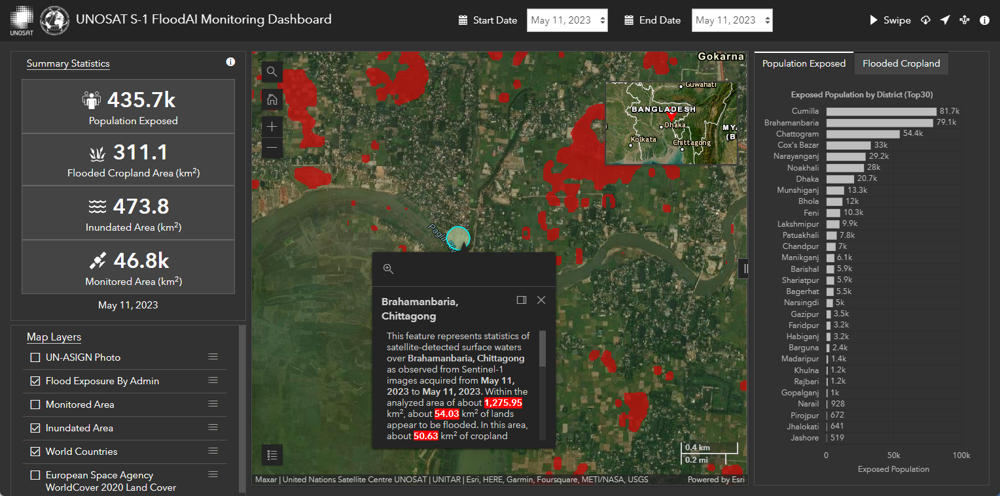 UNOSAT
UNOSAT S-1 FloodAI Monitoring Dashboard
Start Date
May 11, 2023
End Date
May 11, 2023
Swipe
Summary Statistics
435.7k
Population Exposed
311.1
Flooded Cropland Area (km²)
473.8
Inundated Area (km²)
46.8k
Monitored Area (km²)
May 11, 2023
Map Layers
UN-ASIGN Photo
Flood Exposure By Admin
Monitored Area
Inundated Area
World Countries
European Space Agency
WorldCover 2020 Land Cover
Gokarna
Guwahati
BANGLADESH
Dhaka
MY
(B
Kolkata
Chittagong
Pagla
Brahamanbaria,
Chittagong
This feature represents statistics of
satellite-detected surface waters
over Brahamanbaria, Chittagong
as observed from Sentinel-1
images acquired from May 11,
2023 to May 11, 2023. Within the
analyzed area of about 1,275.95
km², about 54.03 km² of lands
appear to be flooded. In this area,
about 50.63 km² of cropland
0.4 km
0.2 mi
Maxar | United Nations Satellite Centre UNOSAT | UNITAR | Esri, HERE, Garmin, Foursquare, METI/NASA, USGS
Powered by Esri
Population Exposed
Flooded Cropland
Exposed Population by District (Top30)
Cumilla 81.7k
Brahamanbaria 79.1k
Chattogram 54.4k
Cox's Bazar 33k
Narayanganj 29.2k
Noakhali 28k
Dhaka 20.7k
Munshiganj 13.3k
Bhola 12k
Feni 10.3k
Lakshmipur 9.9k
Patuakhali 7.8k
Chandpur 7k
Manikganj 6.1k
Barishal 5.9k
Shariatpur 5.9k
Bagerhat 5.5k
Narsingdi 5k
Gazipur 3.5k
Faridpur 3.2k
Habiganj 3.2k
Barguna 2.4k
Madaripur 1.4k
Khulna 1.2k
Rajbari 1.2k
Gopalganj 1k
Narail 928
Pirojpur 672
Jhalokati 641
Jashore 519
0 50k 100k
Exposed Population